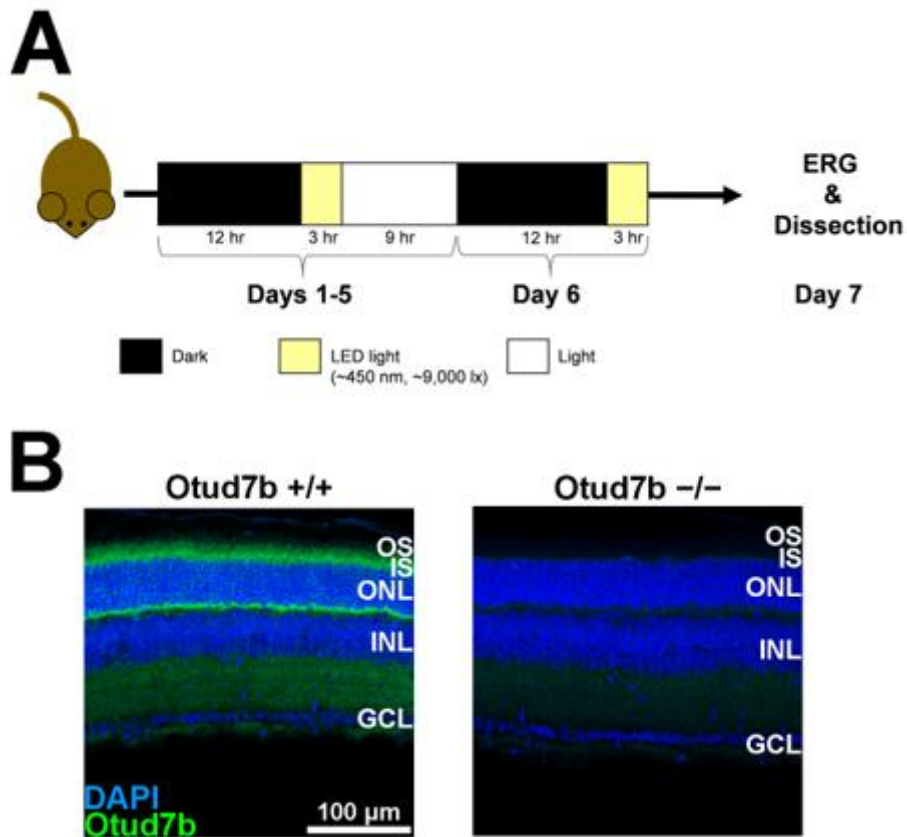 A
12 hr
3 hr
9 hr
12 hr
3 hr
ERG
&
Dissection
Days 1-5
Day 6
Day 7
Dark
LED light
(~450 nm, ~9,000 lx)
Light
B
Otud7b +/+
OS
IS
ONL
INL
GCL
DAPI
Otud7b
100 µm
Otud7b −/−
OS
IS
ONL
INL
GCL